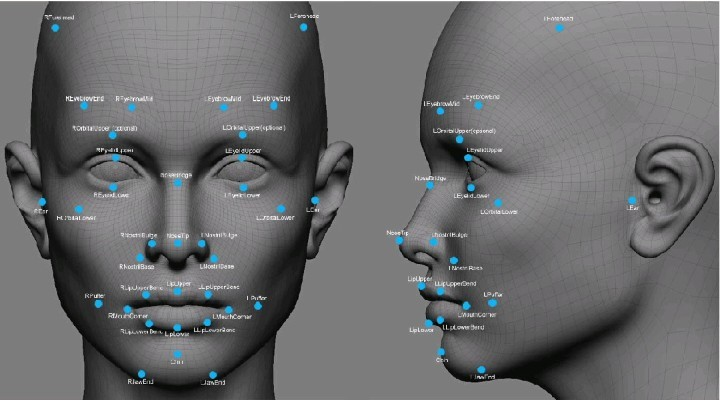 RForehead
LForehead
REyebrowEnd
REyebrowMid
LEyebrowMid
LEyebrowEnd
ROrbitalUpper (optional)
LOrbitalUpper(optional)
REyelidUpper
LEyelidUpper
NoseBridge
REyelidLower
LEyelidLower
REar
ROrbitalLower
LOrbitalLower
LEar
RNostrilBulge
NoseTip
LNostrilBulge
RNostrilBase
LNostrilBase
RPuffer
RLipUpperBend
LipUpper
LLipUpperBend
LPuffer
RMouthCorner
LMouthCorner
RLipLowerBend
LipLower
LLipLowerBend
Chin
RJawEnd
LJawEnd
LForehead
LEyebrowMid
LEyebrowEnd
LOrbitalUpper(optional)
LEyelidUpper
NoseBridge
LEyelidLower
LOrbitalLower
LEar
NoseTip
LNostrilBulge
LNostrilBase
LipUpper
LLipUpperBend
LPuffer
LMouthCorner
LipLower
LLipLowerBend
Chin
LJawEnd